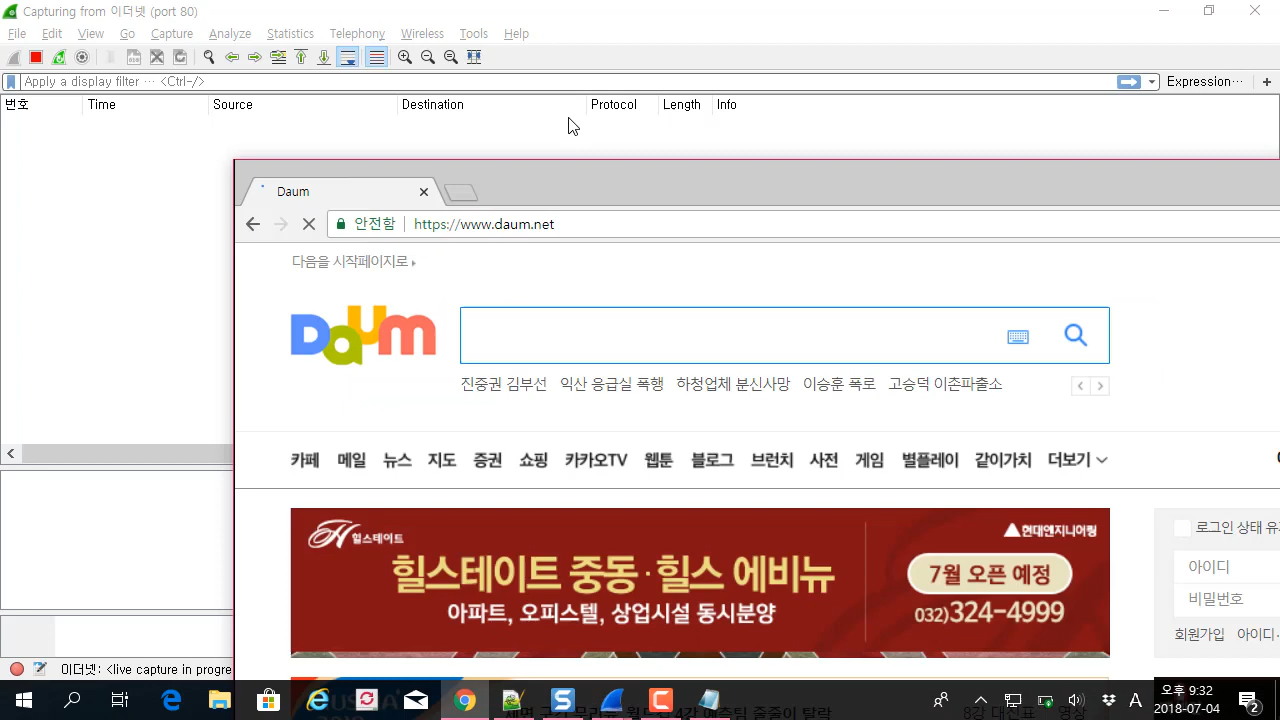 Capturing from 이더넷 (port 80)
File Edit View Go Capture Analyze Statistics Telephony Wireless Tools Help
Apply a display filter ··· <Ctrl-/>
Expression···
번호 Time Source Destination Protocol Length Info
Daum
안전함 https://www.daum.net
다음을 시작페이지로
Daum
진중권 김부선 익산 응급실 폭행 하청업체 분신사망 이승훈 폭로 고승덕 이촌파출소
카페 메일 뉴스 지도 증권 쇼핑 카카오TV 웹툰 블로그 브런치 사전 게임 별플레이 같이가치 더보기
힐스테이트
현대엔지니어링
힐스테이트 중동·힐스 에비뉴
7월 오픈 예정
아파트, 오피스텔, 상업시설 동시분양
032)324-4999
로그인 상태 유
아이디
비밀번호
회원가입 아이디·
이더넷: <live capture in progre
A
오후 9:32
2018-07-04
2